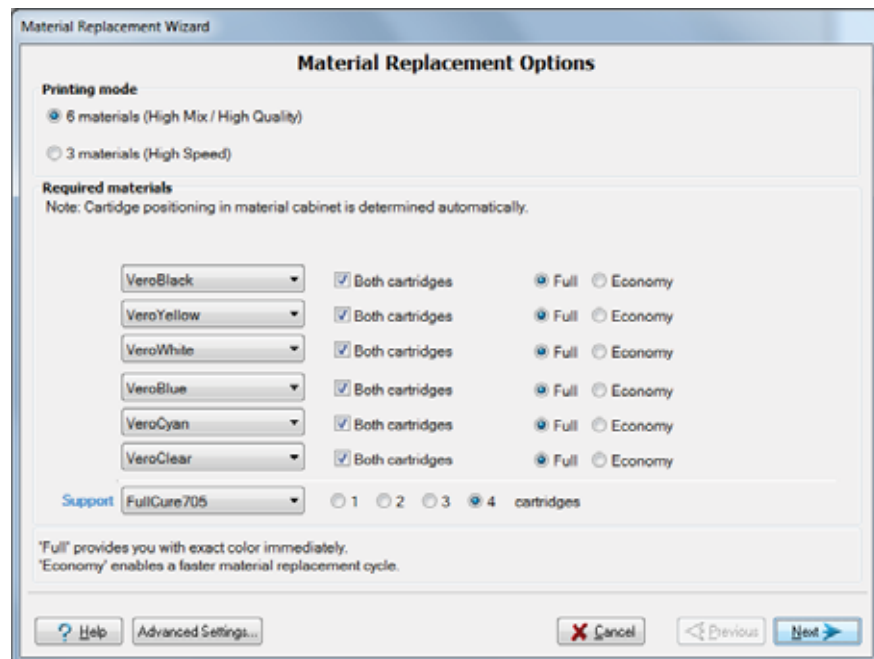 Material Replacement Wizard
Material Replacement Options
Printing mode
6 materials (High Mix / High Quality)
3 materials (High Speed)
Required materials
Note: Cartidge positioning in material cabinet is determined automatically.
VeroBlack Both cartridges Full Economy
VeroYellow Both cartridges Full Economy
VeroWhite Both cartridges Full Economy
VeroBlue Both cartridges Full Economy
VeroCyan Both cartridges Full Economy
VeroClear Both cartridges Full Economy
Support FullCure705 1 2 3 4 cartridges
'Full' provides you with exact color immediately.
'Economy' enables a faster material replacement cycle.
? Help Advanced Settings... Cancel Previous Next